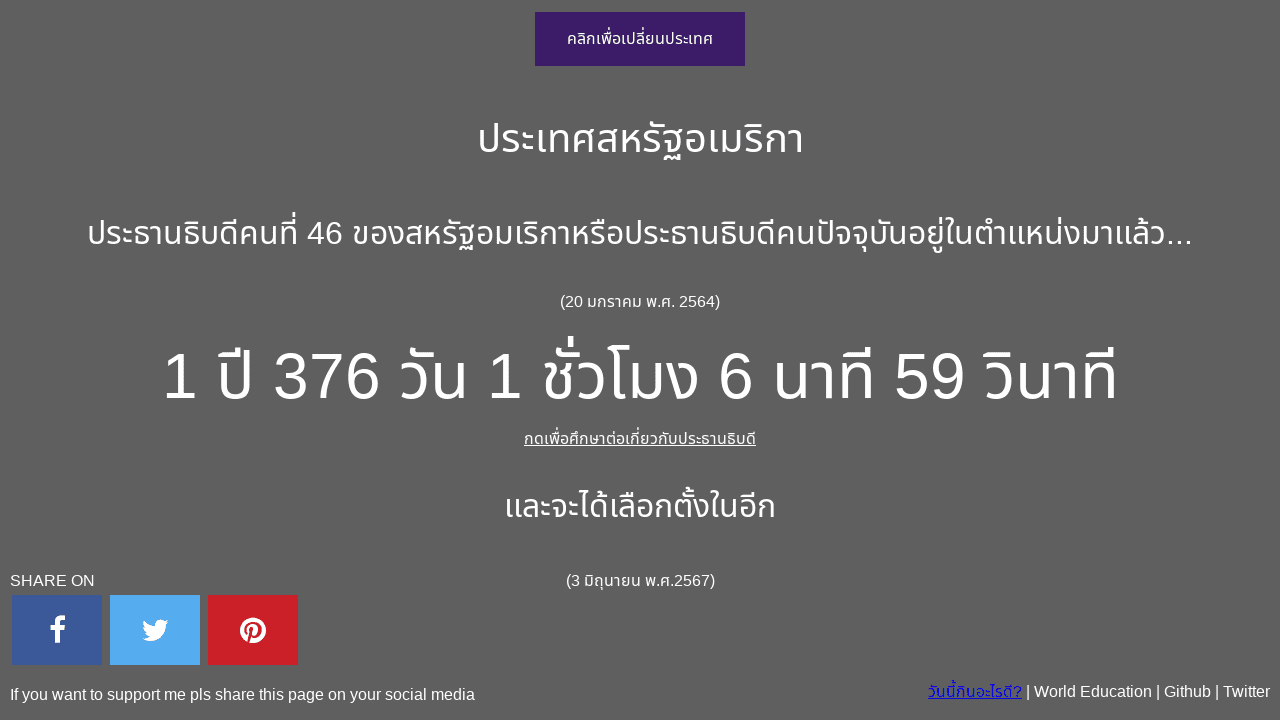 คลิกเพื่อเปลี่ยนประเทศ
ประเทศสหรัฐอเมริกา
ประธานธิบดีคนที่ 46 ของสหรัฐอมเริกาหรือประธานธิบดีคนปัจจุบันอยู่ในตำแหน่งมาแล้ว...
(20 มกราคม พ.ศ. 2564)
1 ปี 376 วัน 1 ชั่วโมง 6 นาที 59 วินาที
กดเพื่อศึกษาต่อเกี่ยวกับประธานธิบดี
และจะได้เลือกตั้งในอีก
(3 มิถุนายน พ.ศ.2567)
SHARE ON
If you want to support me pls share this page on your social media
วันนี้กินอะไรดี? | World Education | Github | Twitter